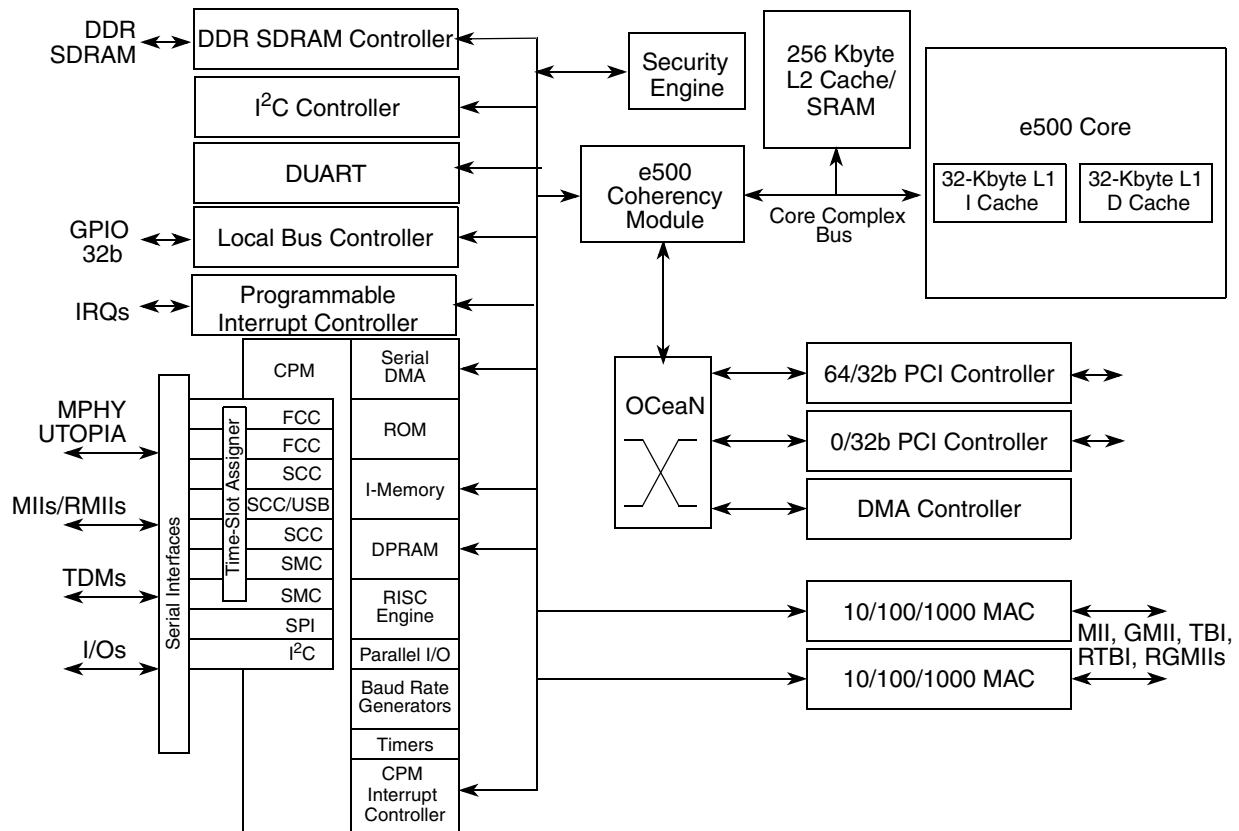 DDR
SDRAM
DDR SDRAM Controller
I²C Controller
DUART
GPIO
32b
Local Bus Controller
IRQs
Programmable
Interrupt Controller
Security
Engine
256 Kbyte
L2 Cache/
SRAM
e500 Core
32-Kbyte L1
I Cache
32-Kbyte L1
D Cache
e500
Coherency
Module
Core Complex
Bus
OCeaN
64/32b PCI Controller
0/32b PCI Controller
DMA Controller
10/100/1000 MAC
10/100/1000 MAC
MII, GMII, TBI,
RTBI, RGMIIs
MPHY
UTOPIA
MIIs/RMIIs
TDMs
I/Os
Serial Interfaces
Time-Slot Assigner
CPM
FCC
FCC
SCC
SCC/USB
SCC
SMC
SMC
SPI
I²C
Serial
DMA
ROM
I-Memory
DPRAM
RISC
Engine
Parallel I/O
Baud Rate
Generators
Timers
CPM
Interrupt
Controller